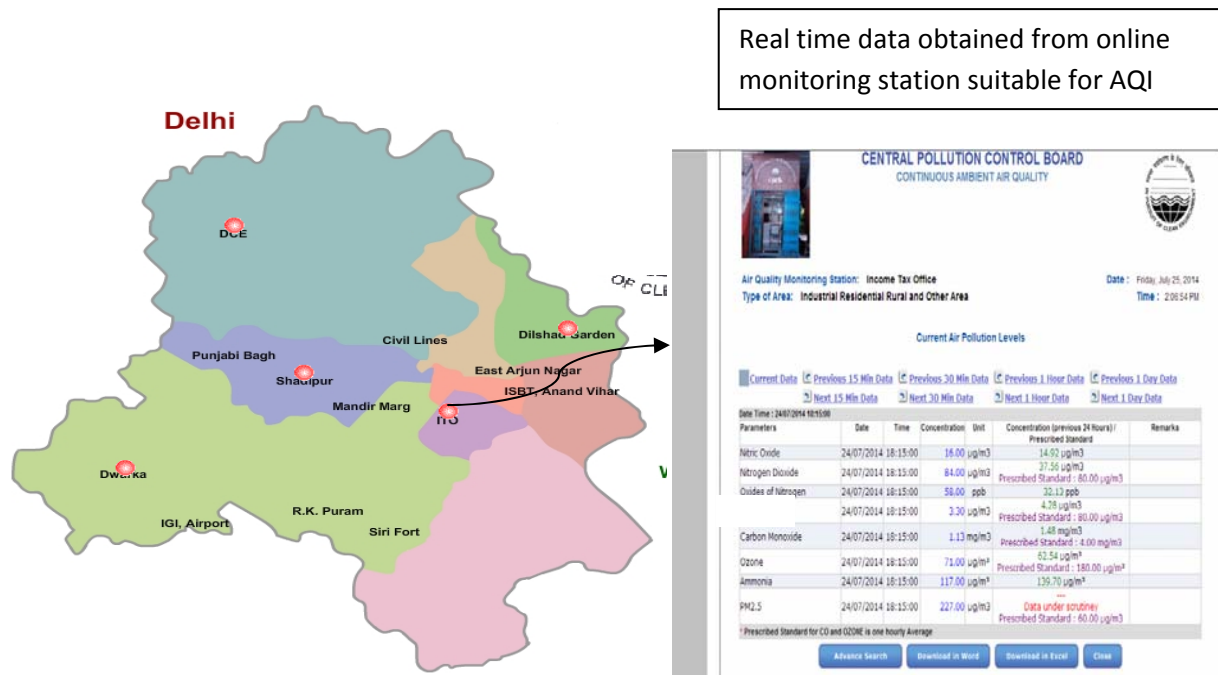 Real time data obtained from online
monitoring station suitable for AQI
Delhi
DCE
Dilshad Garden
Civil Lines
Punjabi Bagh
East Arjun Nagar
Shadipur
ISBT, Anand Vihar
Mandir Marg
ITO
Dwarka
R.K. Puram
IGI, Airport
Siri Fort
OF CLE
CENTRAL POLLUTION CONTROL BOARD
CONTINUOUS AMBIENT AIR QUALITY
Air Quality Monitoring Station: Income Tax Office
Date : Friday, July 25, 2014
Type of Area: Industrial Residential Rural and Other Area
Time : 2:06:54 PM
Current Air Pollution Levels
Current Data Previous 15 Min Data Previous 30 Min Data Previous 1 Hour Data Previous 1 Day Data
Next 15 Min Data Next 30 Min Data Next 1 Hour Data Next 1 Day Data
Date Time : 24/07/2014 18:15:00
Parameters Date Time Concentration Unit Concentration (previous 24 Hours) / Remarks
Prescribed Standard
Nitric Oxide 24/07/2014 18:15:00 16.00 µg/m3 14.92 µg/m3
Nitrogen Dioxide 24/07/2014 18:15:00 84.00 µg/m3 37.56 µg/m3
Prescribed Standard : 80.00 µg/m3
Oxides of Nitrogen 24/07/2014 18:15:00 58.00 ppb 32.13 ppb
24/07/2014 18:15:00 3.30 µg/m3 4.28 µg/m3
Prescribed Standard : 80.00 µg/m3
Carbon Monoxide 24/07/2014 18:15:00 1.13 mg/m3 1.48 mg/m3
Prescribed Standard : 4.00 mg/m3
Ozone 24/07/2014 18:15:00 71.00 µg/m³ 62.54 µg/m³
Prescribed Standard : 180.00 µg/m³
Ammonia 24/07/2014 18:15:00 117.00 µg/m³ 139.70 µg/m³
PM2.5 24/07/2014 18:15:00 227.00 µg/m3 ---
Data under scrutiney
Prescribed Standard : 60.00 µg/m3
* Prescribed Standard for CO and OZONE is one hourly Average
Advance Search Download in Word Download in Excel Close